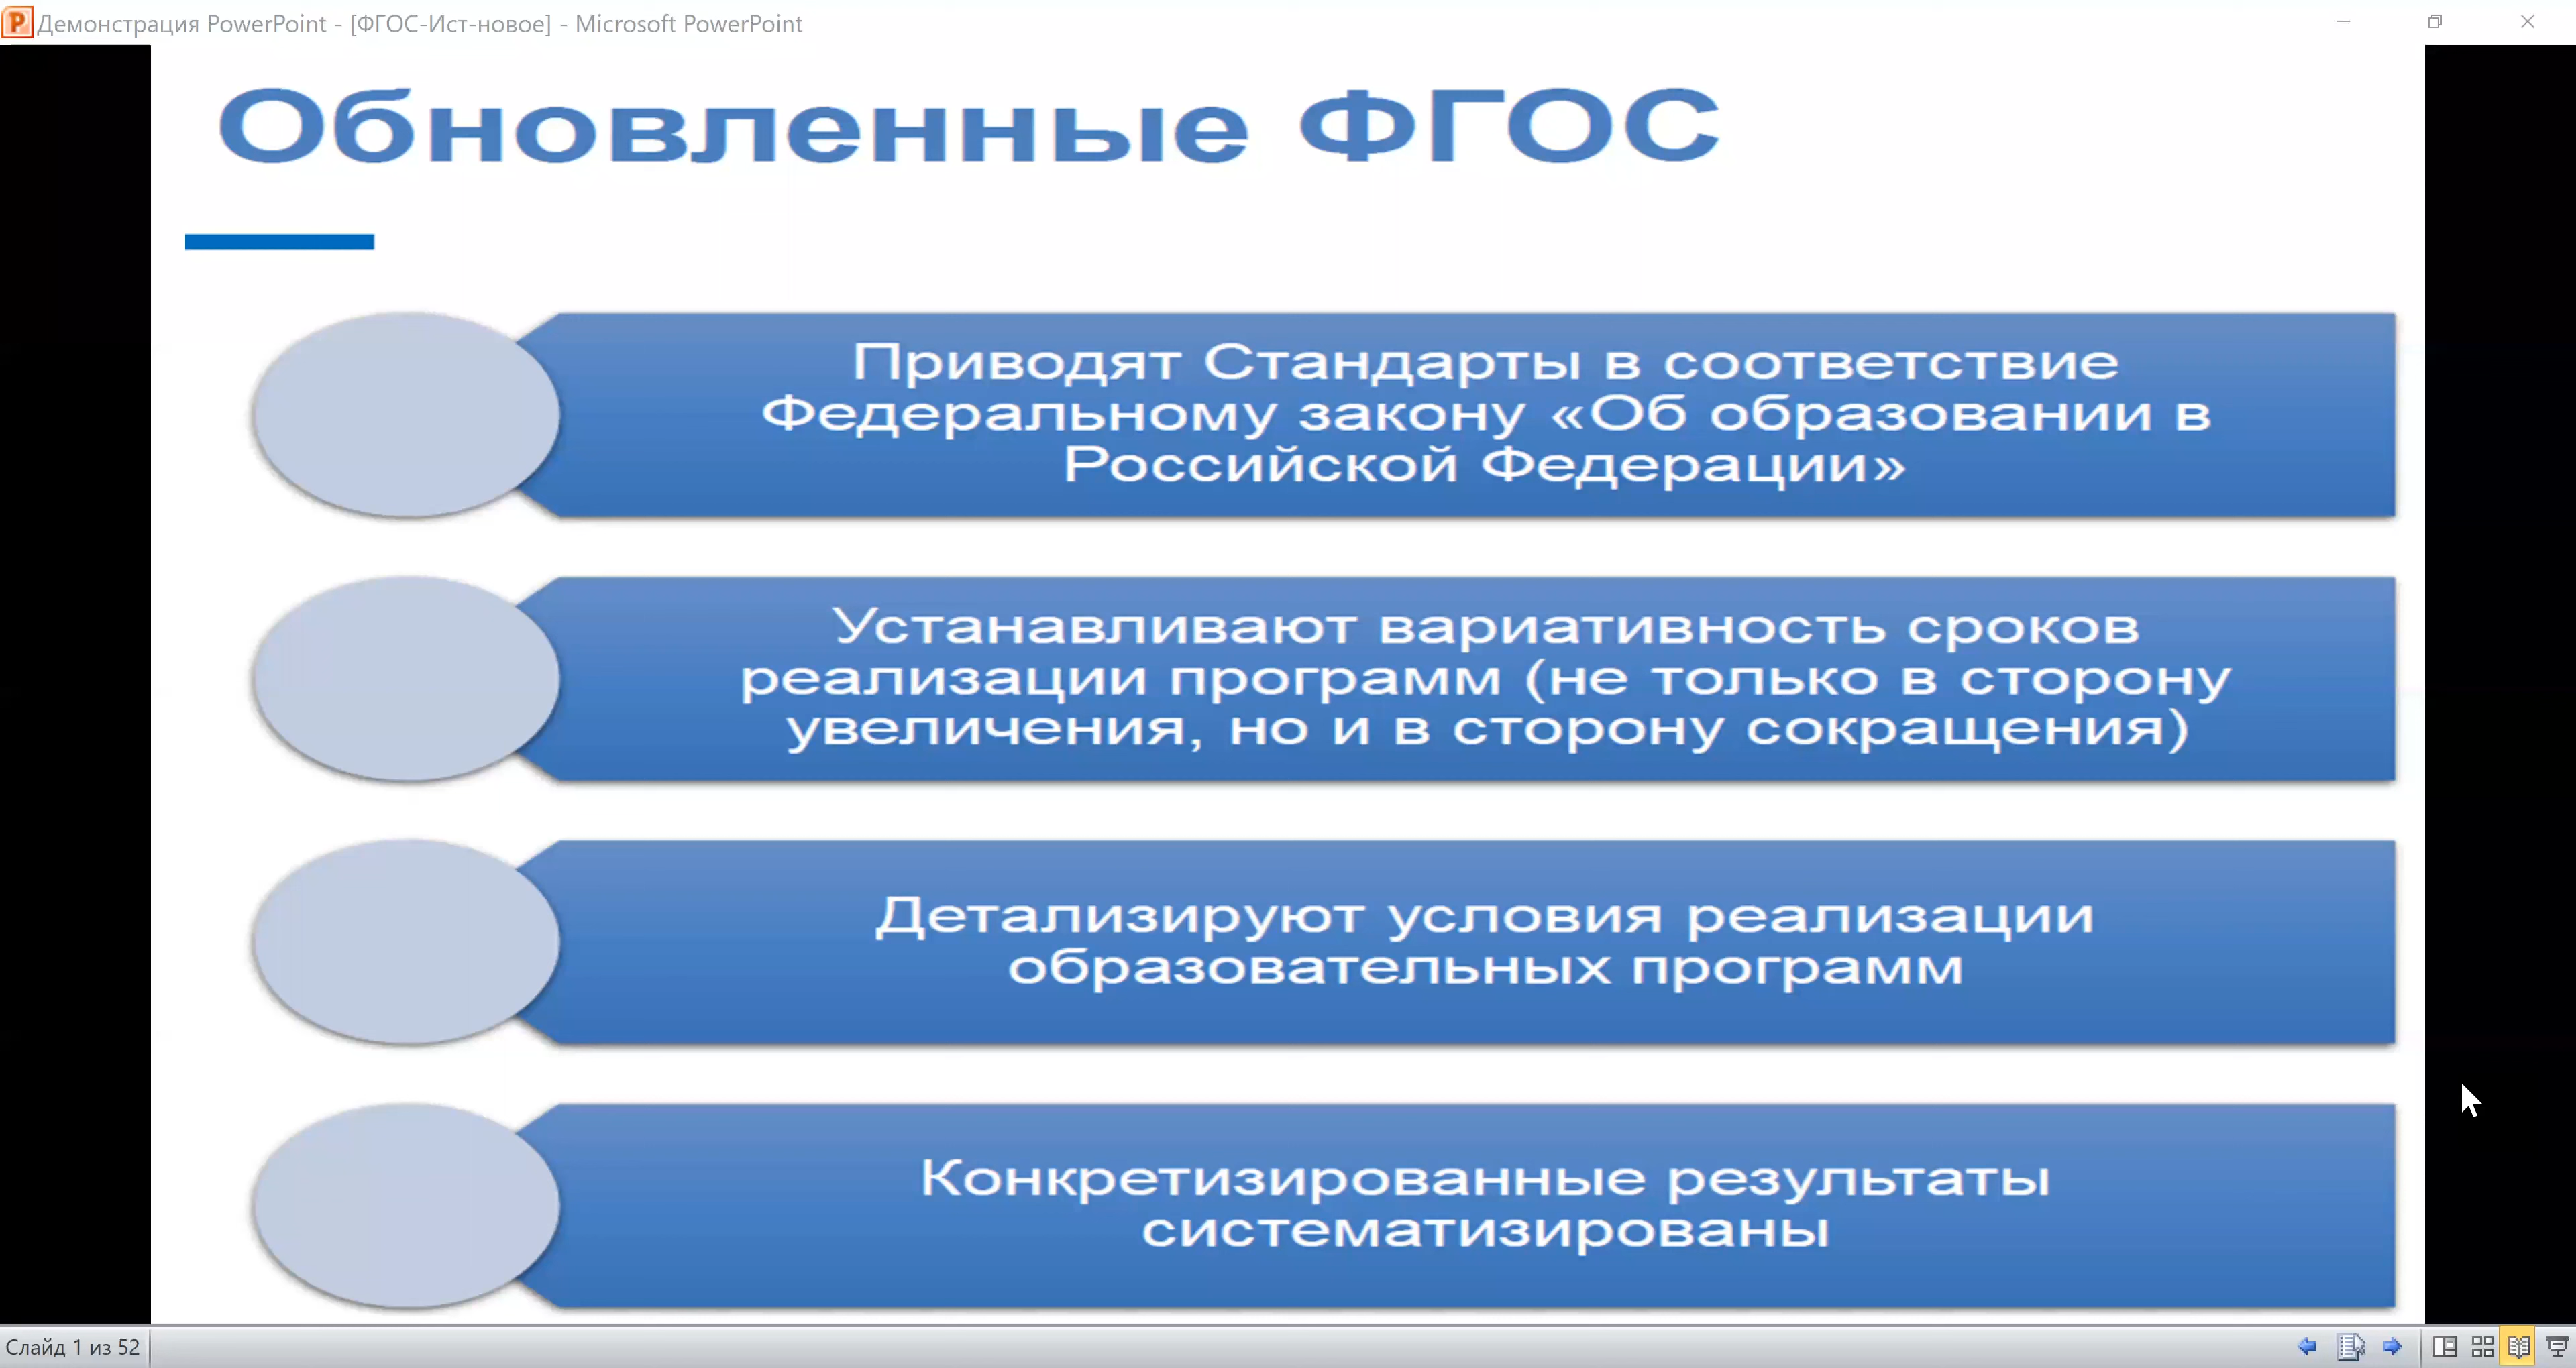 Демонстрация PowerPoint - [ФГОС-Ист-новое] - Microsoft PowerPoint
Обновленные ФГОС
Приводят Стандарты в соответствие
Федеральному закону «Об образовании в
Российской Федерации»
Устанавливают вариативность сроков
реализации программ (не только в сторону
увеличения, но и в сторону сокращения)
Детализируют условия реализации
образовательных программ
Конкретизированные результаты
систематизированы
Слайд 1 из 52